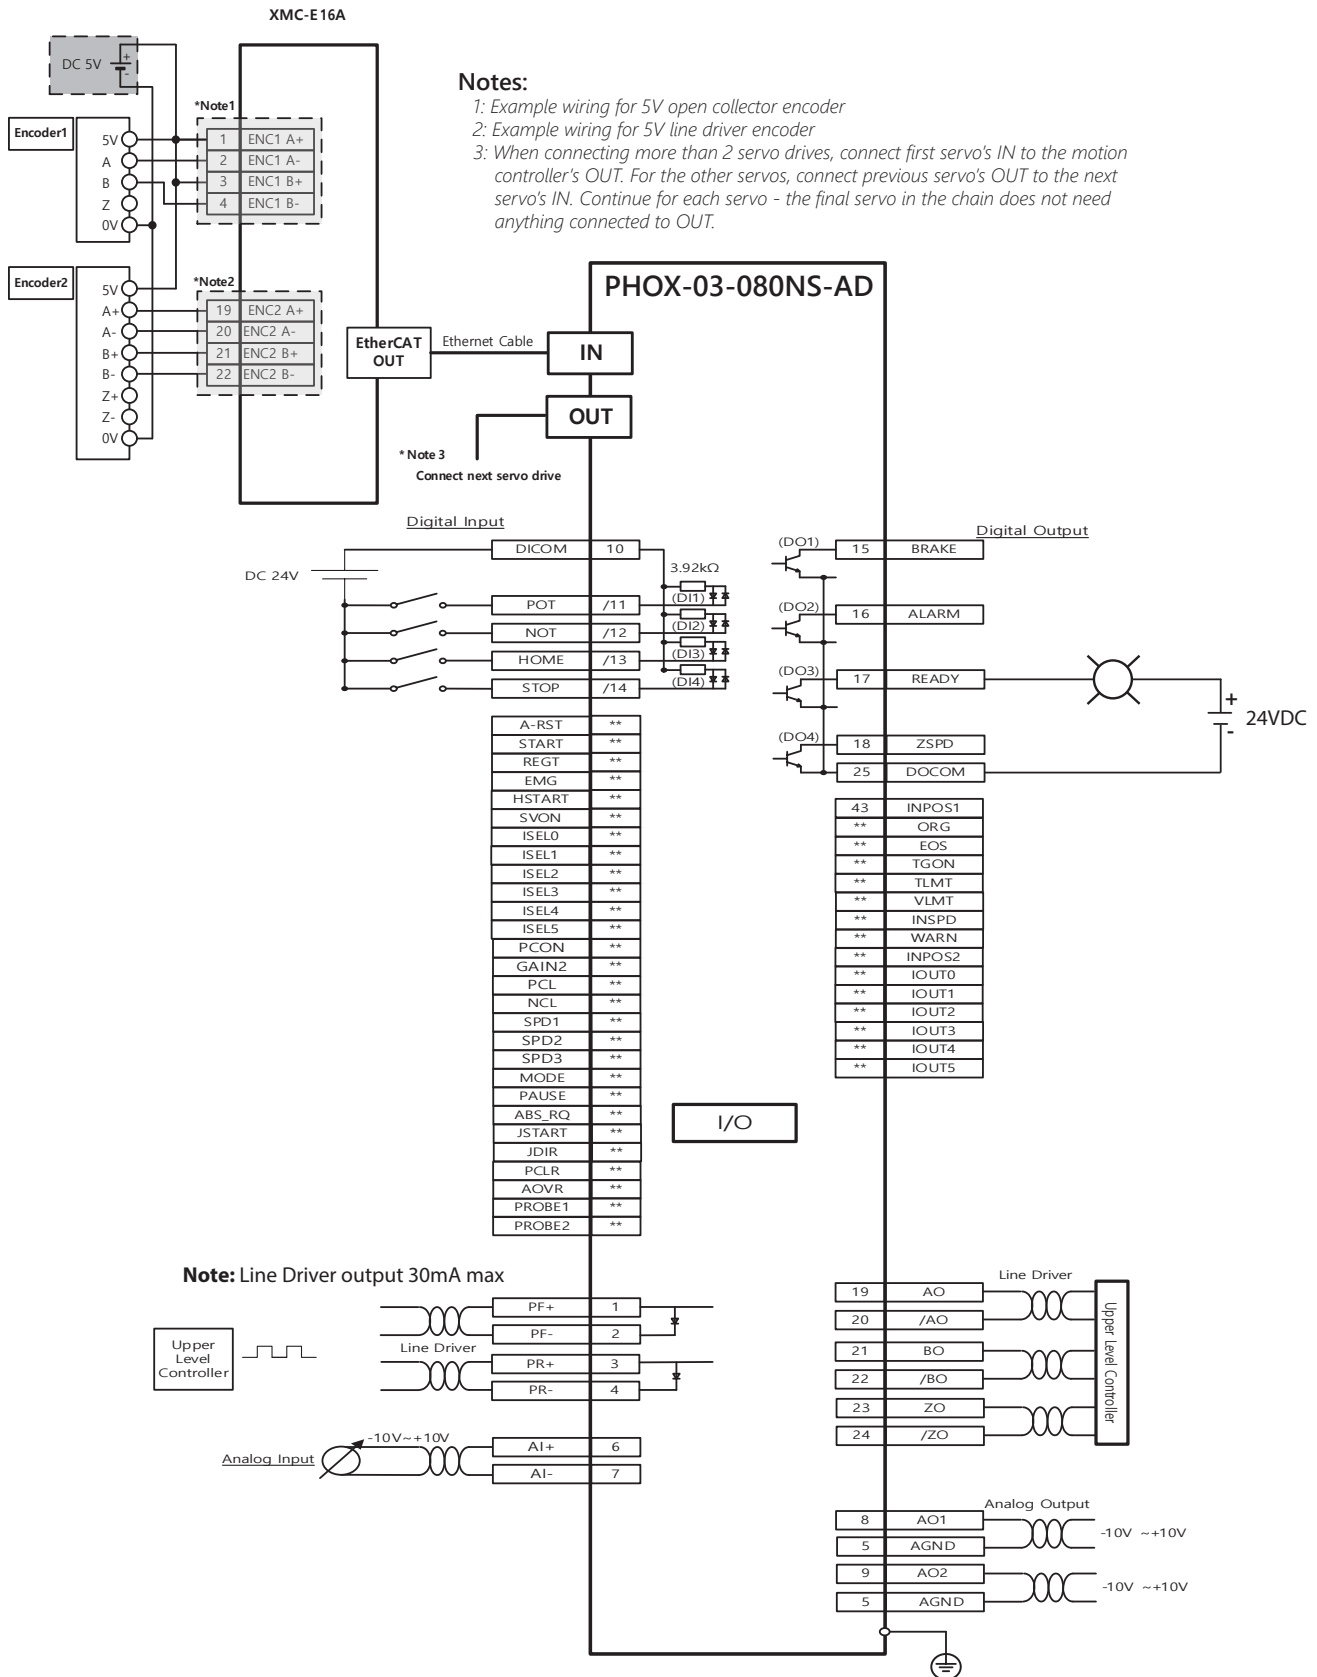 XMC-E16A
DC 5V
+
-
Notes:
1: Example wiring for 5V open collector encoder
2: Example wiring for 5V line driver encoder
3: When connecting more than 2 servo drives, connect first servo's IN to the motion
controller's OUT. For the other servos, connect previous servo's OUT to the next
servo's IN. Continue for each servo - the final servo in the chain does not need
anything connected to OUT.
*Note1
Encoder1
5V 1 ENC1 A+
A 2 ENC1 A-
B 3 ENC1 B+
Z 4 ENC1 B-
0V
*Note2
Encoder2
5V
A+ 19 ENC2 A+
A- 20 ENC2 A-
B+ 21 ENC2 B+
B- 22 ENC2 B-
Z+
Z-
0V
EtherCAT
OUT
Ethernet Cable
PHOX-03-080NS-AD
IN
OUT
* Note 3
Connect next servo drive
Digital Input
DC 24V
DICOM 10
3.92kΩ
POT /11 (DI1)
NOT /12 (DI2)
HOME /13 (DI3)
STOP /14 (DI4)
A-RST **
START **
REGT **
EMG **
HSTART **
SVON **
ISEL0 **
ISEL1 **
ISEL2 **
ISEL3 **
ISEL4 **
ISEL5 **
PCON **
GAIN2 **
PCL **
NCL **
SPD1 **
SPD2 **
SPD3 **
MODE **
PAUSE **
ABS_RQ **
JSTART **
JDIR **
PCLR **
AOVR **
PROBE1 **
PROBE2 **
I/O
Digital Output
(DO1) 15 BRAKE
(DO2) 16 ALARM
(DO3) 17 READY
(DO4) 18 ZSPD
25 DOCOM
+
24VDC
-
43 INPOS1
** ORG
** EOS
** TGON
** TLMT
** VLMT
** INSPD
** WARN
** INPOS2
** IOUT0
** IOUT1
** IOUT2
** IOUT3
** IOUT4
** IOUT5
Note: Line Driver output 30mA max
Upper
Level
Controller
PF+ 1
PF- 2
Line Driver
PR+ 3
PR- 4
Analog Input
-10V~+10V
AI+ 6
AI- 7
Line Driver
19 AO
20 /AO
21 BO
22 /BO
23 ZO
24 /ZO
Upper Level Controller
Analog Output
8 AO1
5 AGND
-10V ~+10V
9 AO2
5 AGND
-10V ~+10V